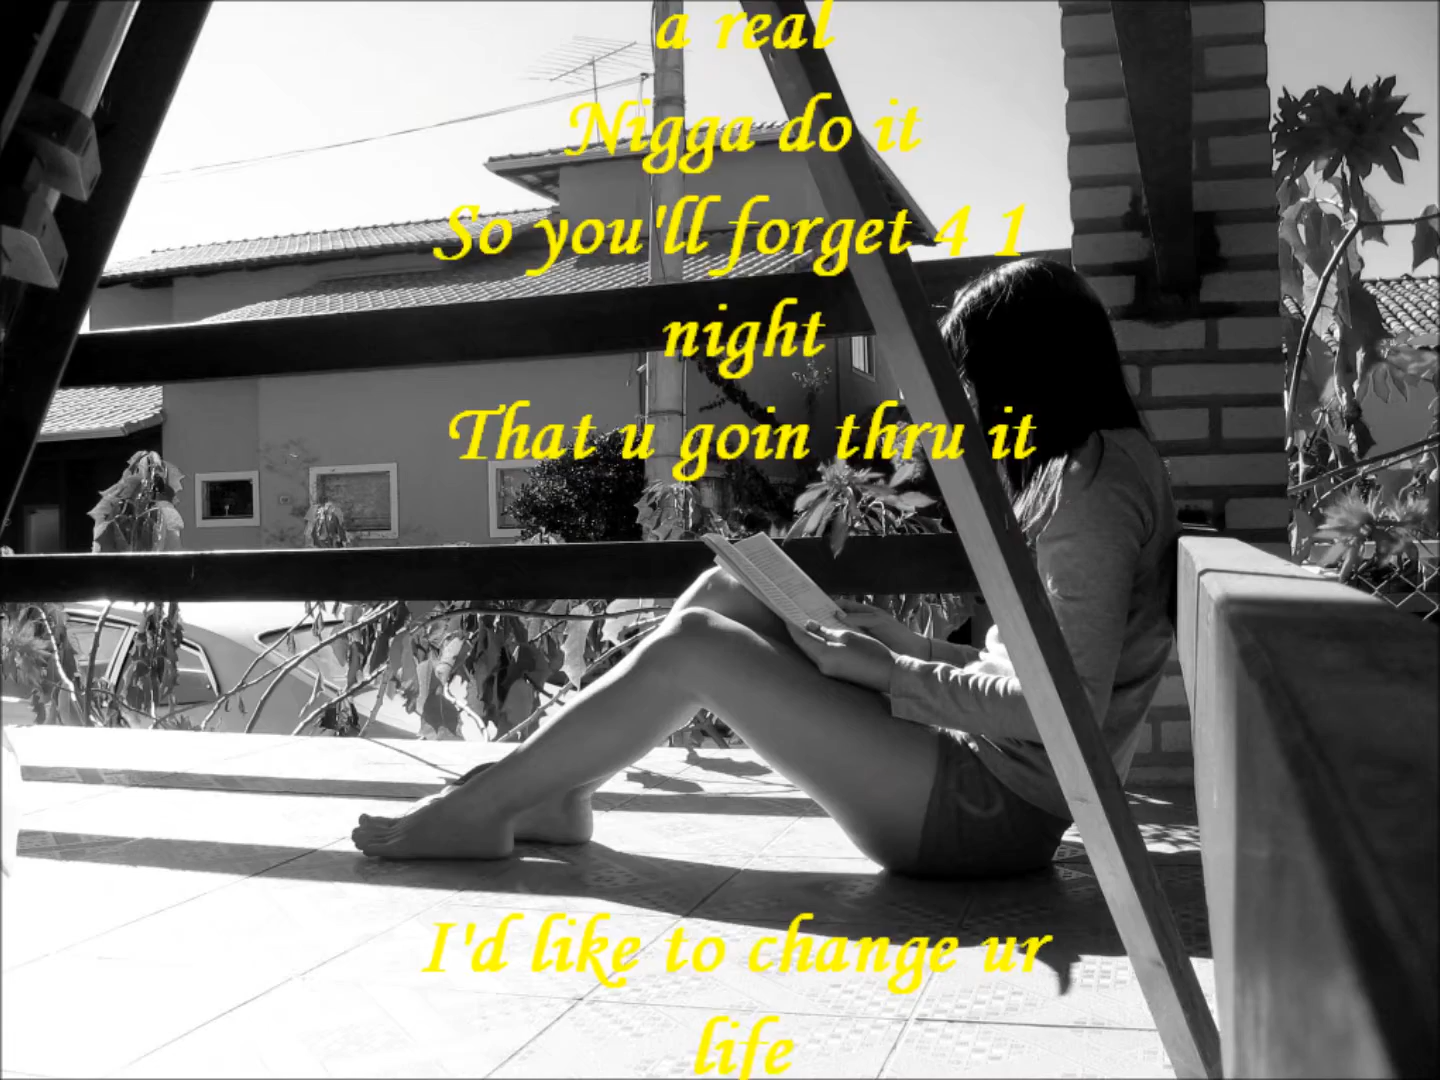 a real
Nigga do it
So you'll forget 4 1
night
That u goin thru it
I'd like to change ur
life